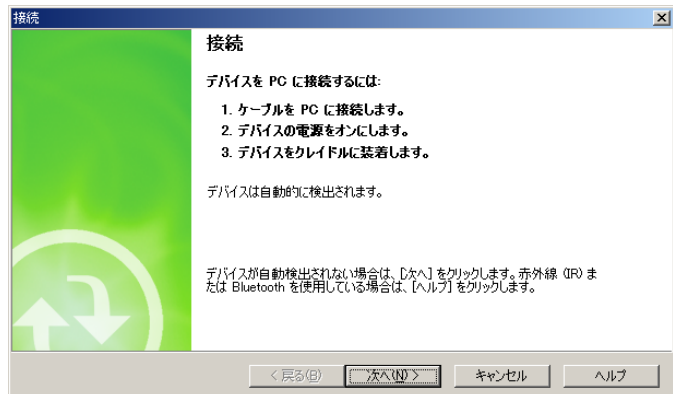 接続
接続
デバイスを PC に接続するには:
1. ケーブルを PC に接続します。
2. デバイスの電源をオンにします。
3. デバイスをクレイドルに装着します。
デバイスは自動的に検出されます。
デバイスが自動検出されない場合は、[次へ] をクリックします。赤外線 (IR) ま
たは Bluetooth を使用している場合は、[ヘルプ] をクリックします。
< 戻る(B) 次へ(N) > キャンセル ヘルプ